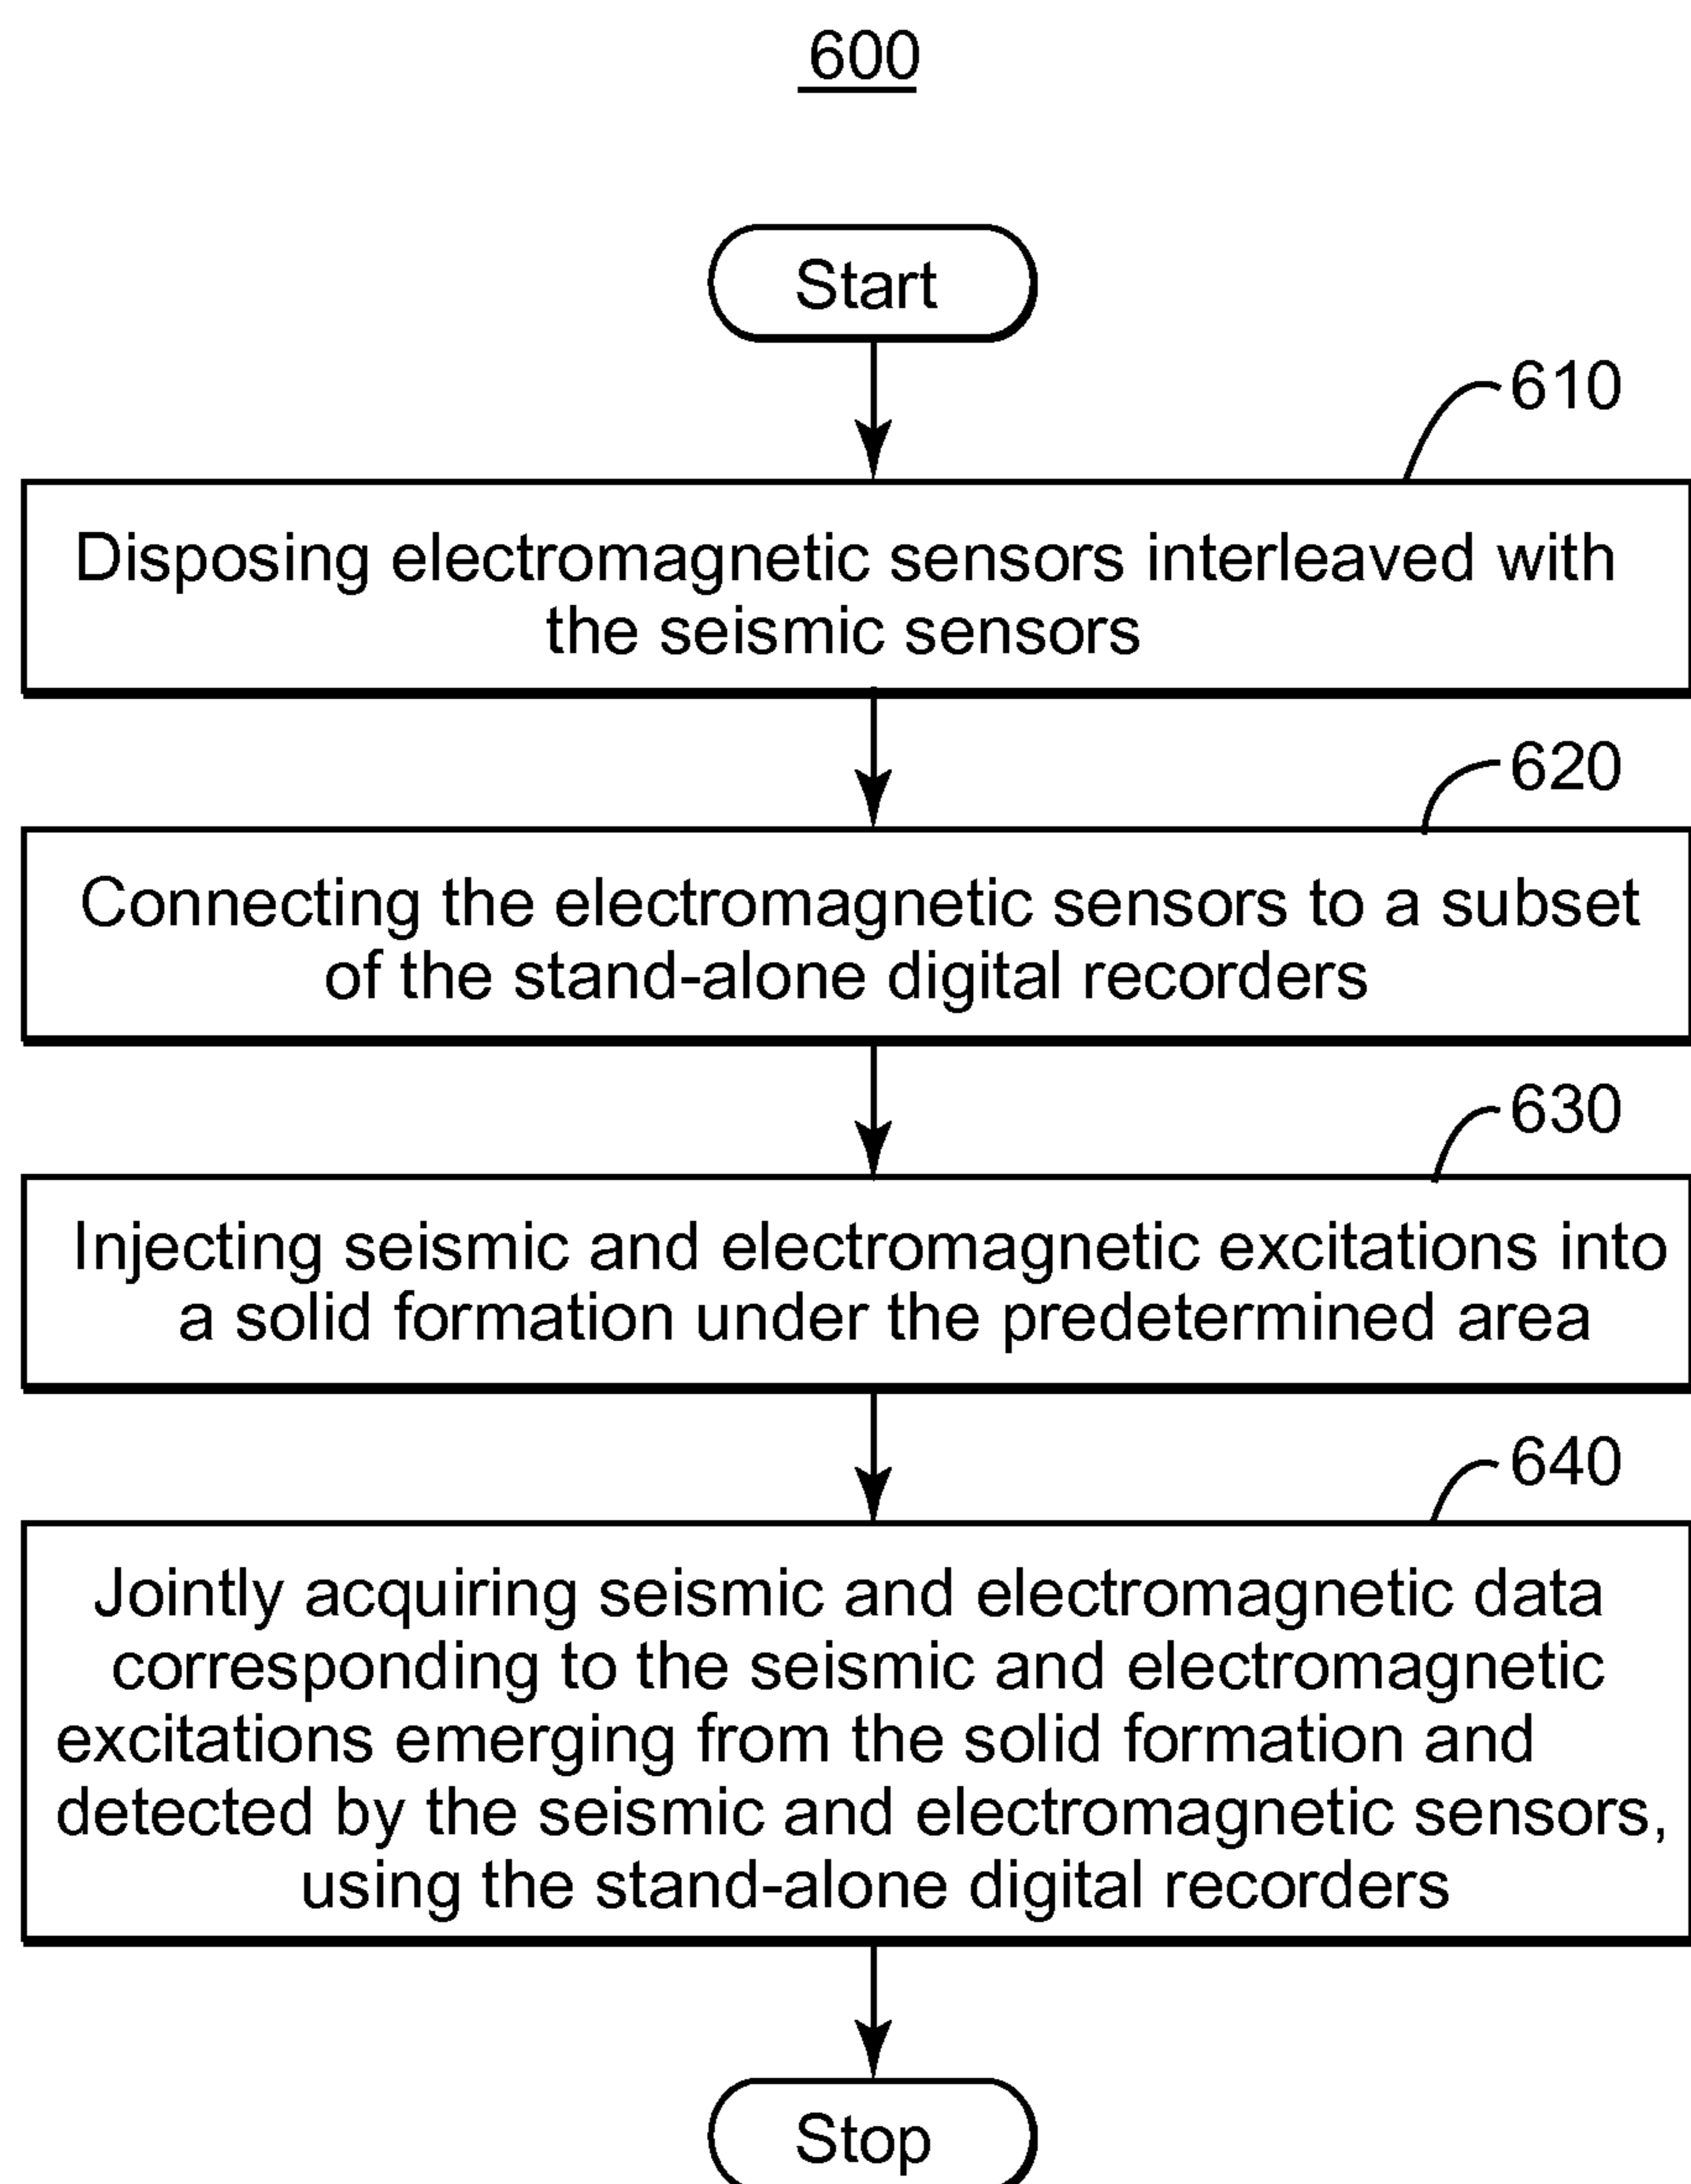 600
Start
610
Disposing electromagnetic sensors interleaved with
the seismic sensors
620
Connecting the electromagnetic sensors to a subset
of the stand-alone digital recorders
630
Injecting seismic and electromagnetic excitations into
a solid formation under the predetermined area
640
Jointly acquiring seismic and electromagnetic data
corresponding to the seismic and electromagnetic
excitations emerging from the solid formation and
detected by the seismic and electromagnetic sensors,
using the stand-alone digital recorders
Stop